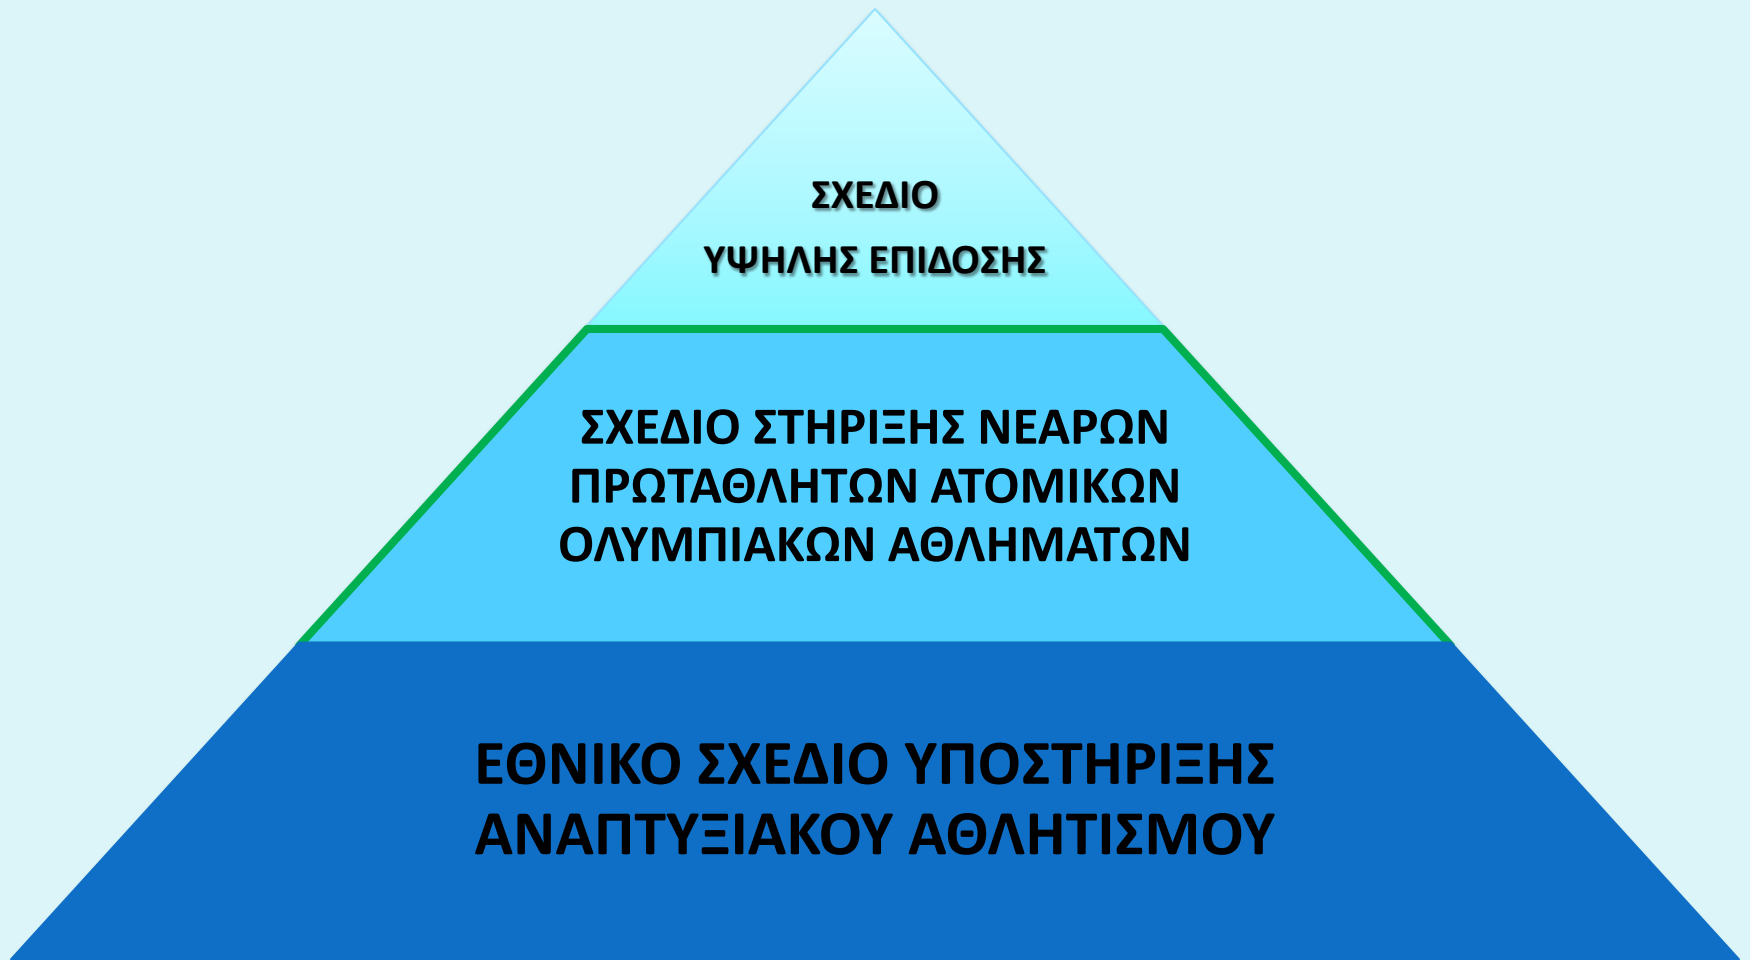 ΣΧΕΔΙΟ
ΥΨΗΛΗΣ ΕΠΙΔΟΣΗΣ
ΣΧΕΔΙΟ ΣΤΗΡΙΞΗΣ ΝΕΑΡΩΝ
ΠΡΩΤΑΘΛΗΤΩΝ ΑΤΟΜΙΚΩΝ
ΟΛΥΜΠΙΑΚΩΝ ΑΘΛΗΜΑΤΩΝ
ΕΘΝΙΚΟ ΣΧΕΔΙΟ ΥΠΟΣΤΗΡΙΞΗΣ
ΑΝΑΠΤΥΞΙΑΚΟΥ ΑΘΛΗΤΙΣΜΟΥ